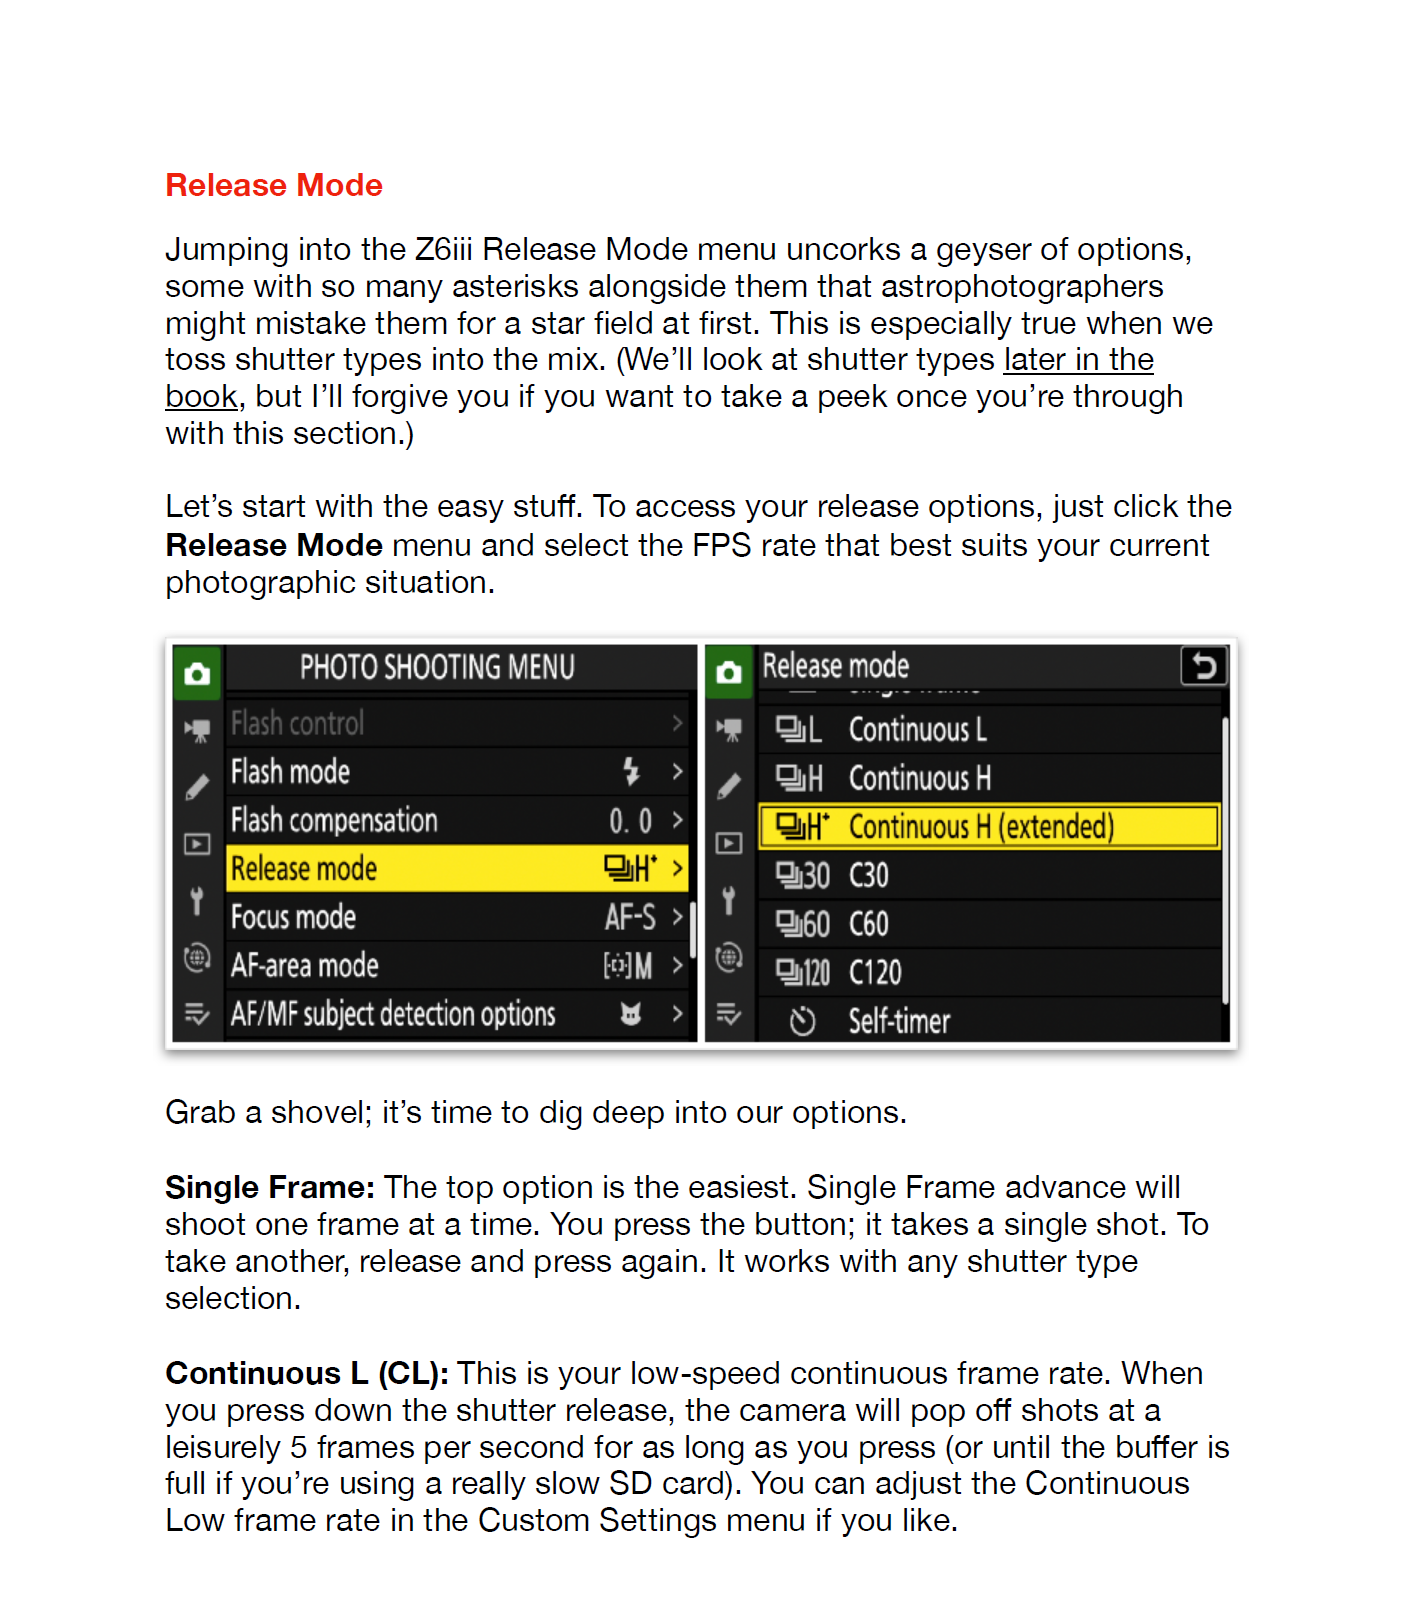 Release Mode
Jumping into the Z6iii Release Mode menu uncorks a geyser of options,
some with so many asterisks alongside them that astrophotographers
might mistake them for a star field at first. This is especially true when we
toss shutter types into the mix. (We’ll look at shutter types later in the
book, but I’ll forgive you if you want to take a peek once you’re through
with this section.)
Let’s start with the easy stuff. To access your release options, just click the
Release Mode menu and select the FPS rate that best suits your current
photographic situation.
PHOTO SHOOTING MENU
Flash control
Flash mode
Flash compensation 0.0
Release mode H+
Focus mode AF-S
AF-area mode M
AF/MF subject detection options
Release mode
L Continuous L
H Continuous H
H+ Continuous H (extended)
30 C30
60 C60
120 C120
Self-timer
Grab a shovel; it’s time to dig deep into our options.
Single Frame: The top option is the easiest. Single Frame advance will
shoot one frame at a time. You press the button; it takes a single shot. To
take another, release and press again. It works with any shutter type
selection.
Continuous L (CL): This is your low-speed continuous frame rate. When
you press down the shutter release, the camera will pop off shots at a
leisurely 5 frames per second for as long as you press (or until the buffer is
full if you’re using a really slow SD card). You can adjust the Continuous
Low frame rate in the Custom Settings menu if you like.